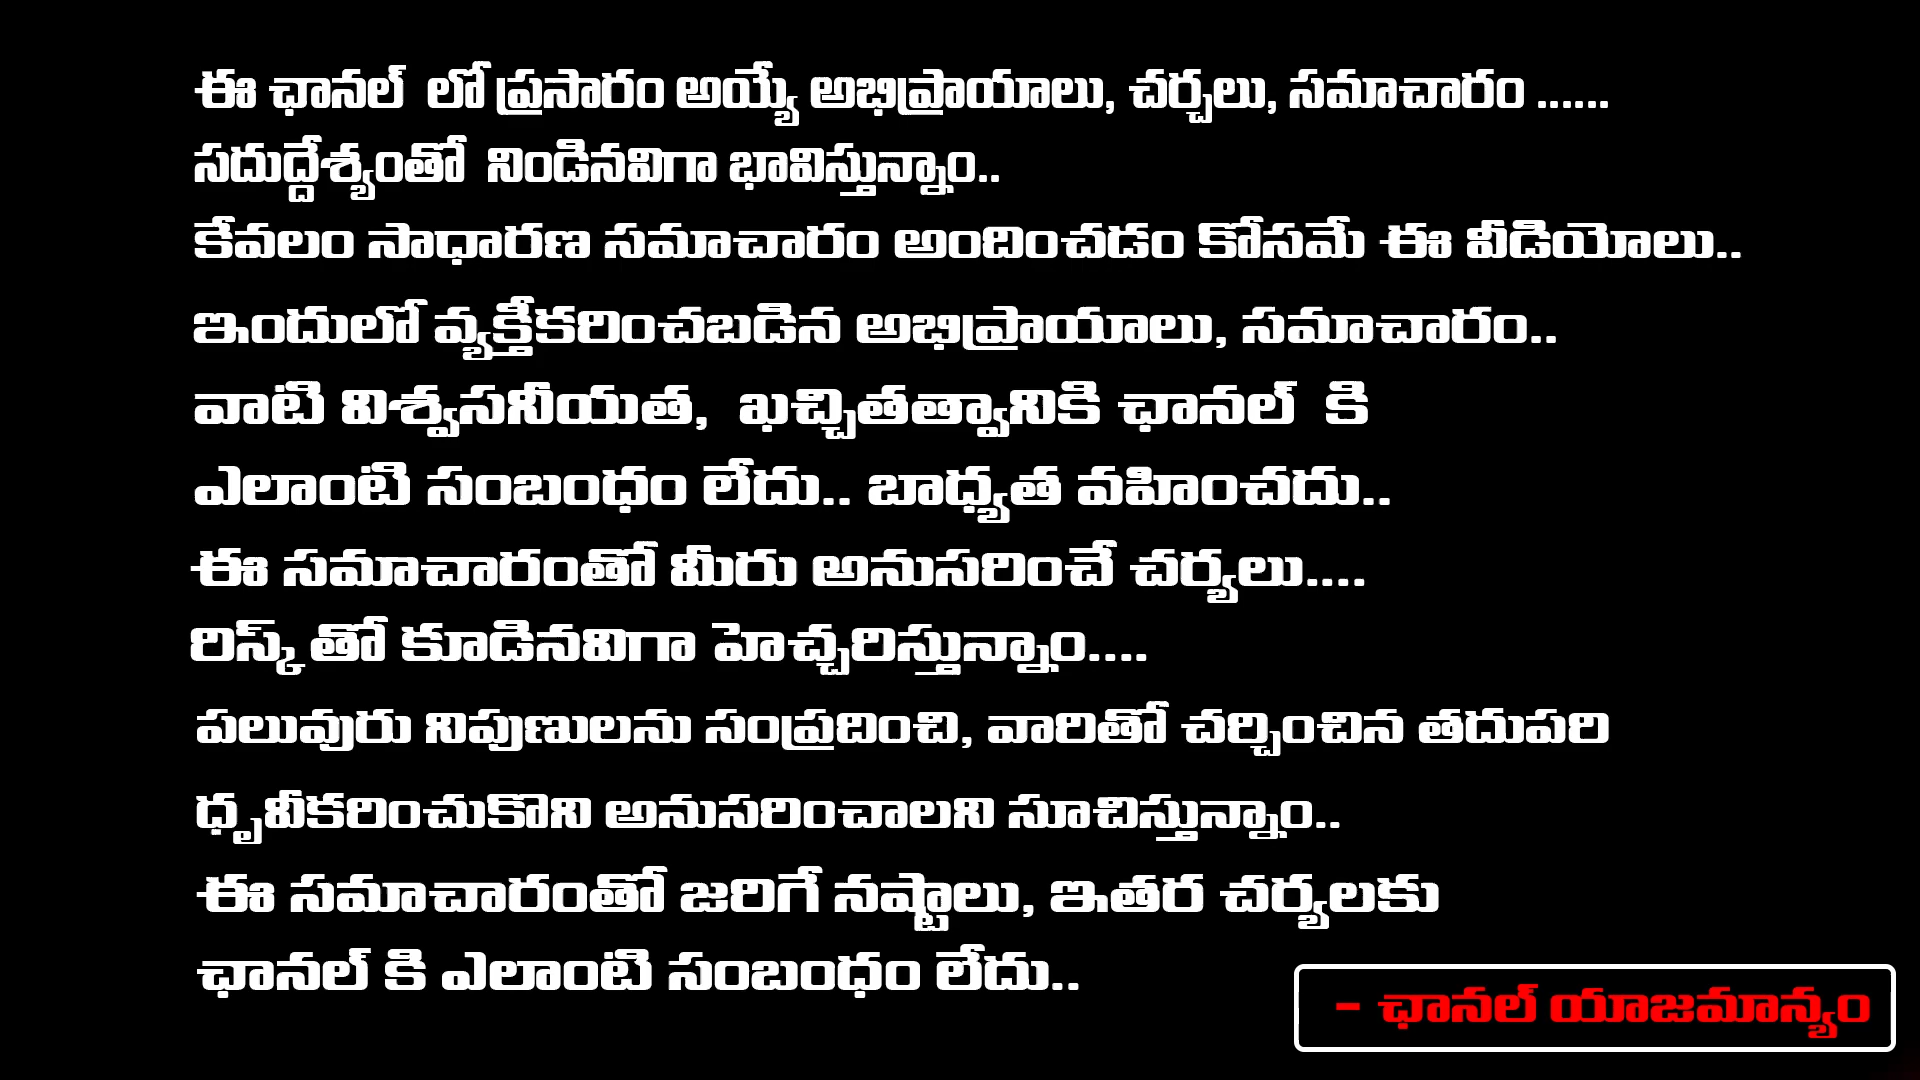 ఈ ఛానల్ లో ప్రసారం అయ్యే అభిప్రాయాలు, చర్చలు, సమాచారం ......
సదుద్దేశ్యంతో నిండినవిగా భావిస్తున్నాం..
కేవలం సాధారణ సమాచారం అందించడం కోసమే ఈ వీడియోలు..
ఇందులో వ్యక్తీకరించబడిన అభిప్రాయాలు, సమాచారం..
వాటి విశ్వసనీయత, ఖచ్చితత్వానికి ఛానల్ కి
ఎలాంటి సంబంధం లేదు.. బాధ్యత వహించదు..
ఈ సమాచారంతో మీరు అనుసరించే చర్యలు....
రిస్క్ తో కూడినవిగా హెచ్చరిస్తున్నాం....
పలువురు నిపుణులను సంప్రదించి, వారితో చర్చించిన తదుపరి
ధృవీకరించుకొని అనుసరించాలని సూచిస్తున్నాం..
ఈ సమాచారంతో జరిగే నష్టాలు, ఇతర చర్యలకు
ఛానల్ కి ఎలాంటి సంబంధం లేదు..
- ఛానల్ యాజమాన్యం